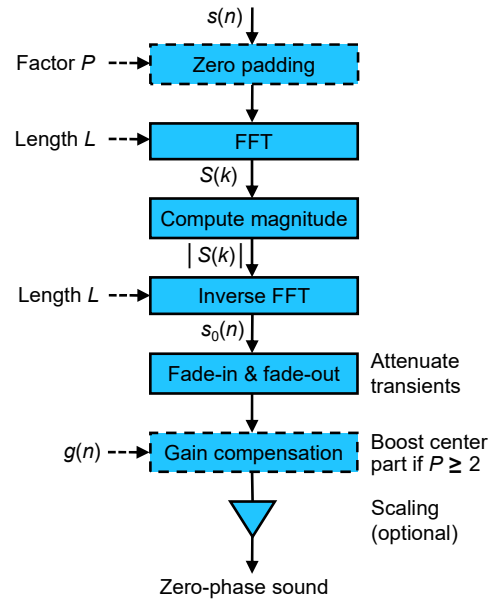 s(n)
Factor P
Zero padding
Length L
FFT
S(k)
Compute magnitude
|S(k)|
Length L
Inverse FFT
s₀(n)
Fade-in & fade-out
Attenuate
transients
g(n)
Gain compensation
Boost center
part if P ≥ 2
Scaling
(optional)
Zero-phase sound